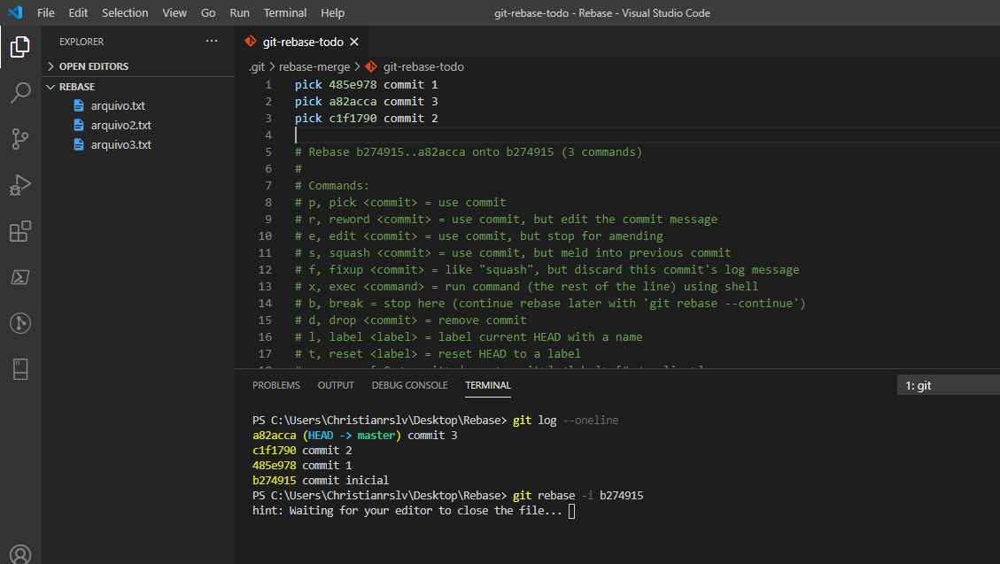 File Edit Selection View Go Run Terminal Help
git-rebase-todo - Rebase - Visual Studio Code
EXPLORER
OPEN EDITORS
REBASE
arquivo.txt
arquivo2.txt
arquivo3.txt
git-rebase-todo
.git > rebase-merge > git-rebase-todo
1 pick 485e978 commit 1
2 pick a82acca commit 3
3 pick c1f1790 commit 2
4
5 # Rebase b274915..a82acca onto b274915 (3 commands)
6 #
7 # Commands:
8 # p, pick <commit> = use commit
9 # r, reword <commit> = use commit, but edit the commit message
10 # e, edit <commit> = use commit, but stop for amending
11 # s, squash <commit> = use commit, but meld into previous commit
12 # f, fixup <commit> = like "squash", but discard this commit's log message
13 # x, exec <command> = run command (the rest of the line) using shell
14 # b, break = stop here (continue rebase later with 'git rebase --continue')
15 # d, drop <commit> = remove commit
16 # l, label <label> = label current HEAD with a name
17 # t, reset <label> = reset HEAD to a label
PROBLEMS OUTPUT DEBUG CONSOLE TERMINAL
1: git
PS C:\Users\Christianrslv\Desktop\Rebase> git log --oneline
a82acca (HEAD -> master) commit 3
c1f1790 commit 2
485e978 commit 1
b274915 commit inicial
PS C:\Users\Christianrslv\Desktop\Rebase> git rebase -i b274915
hint: Waiting for your editor to close the file...